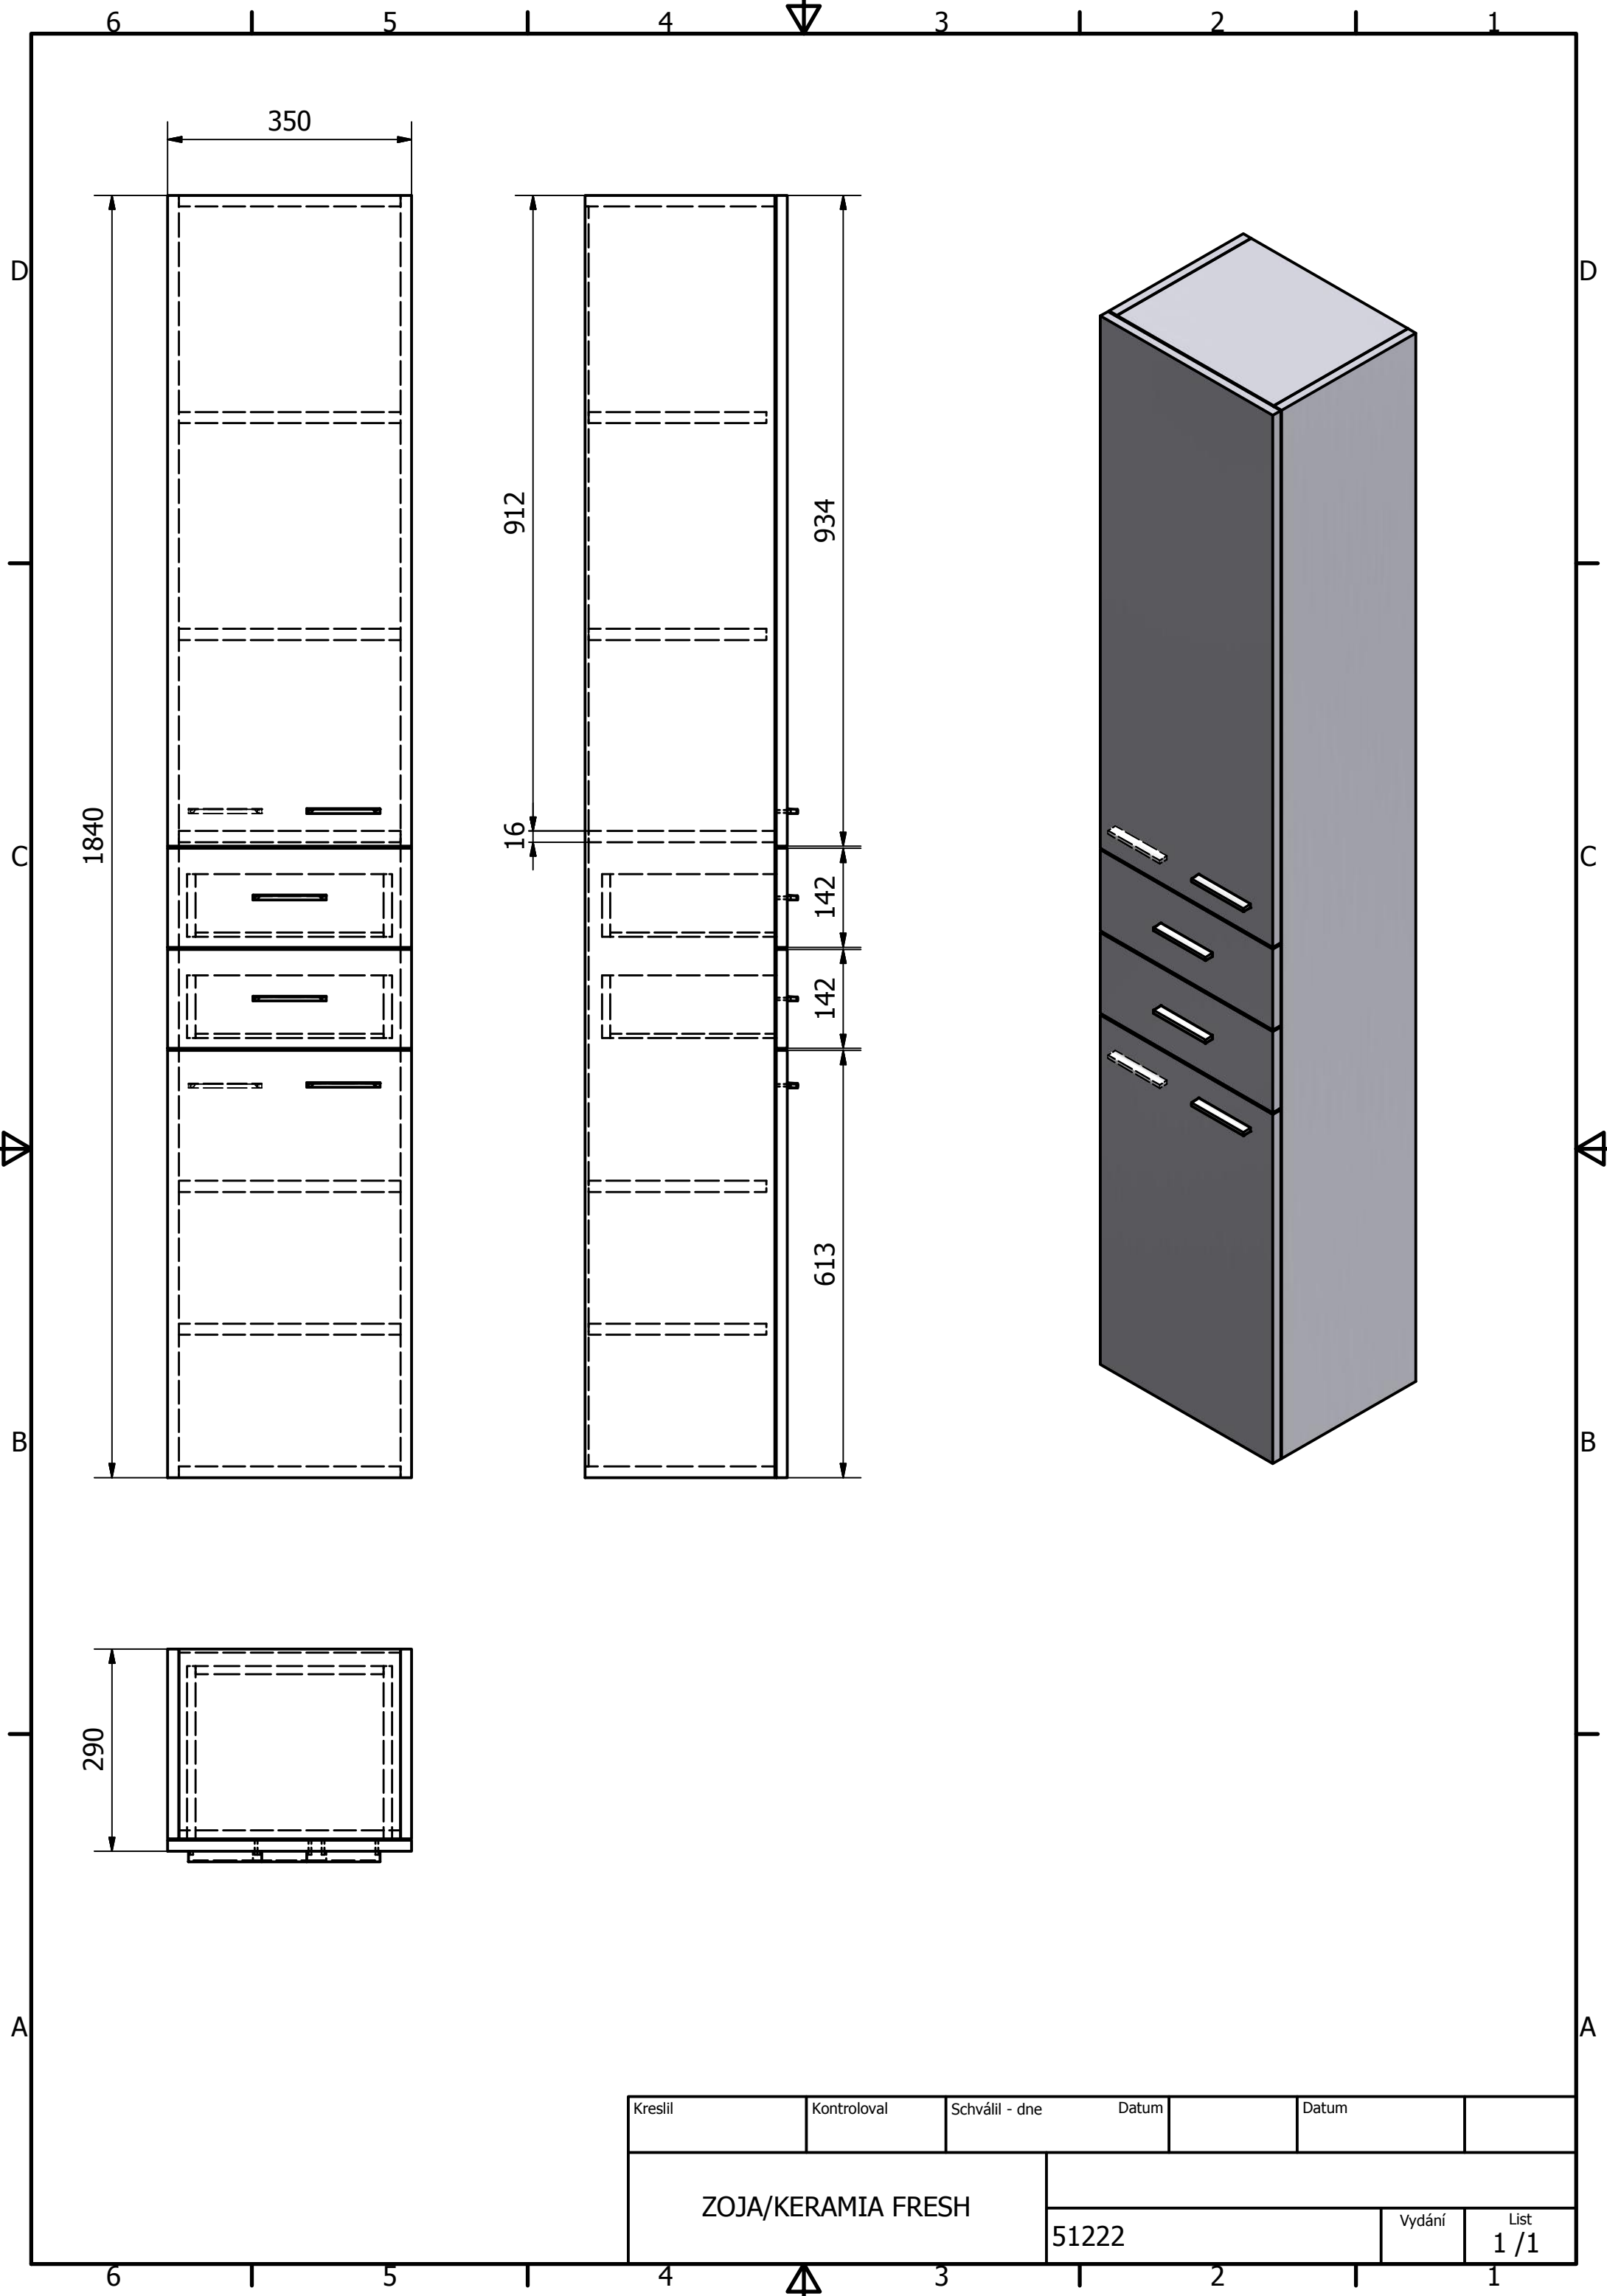 6 5 4 3 2 1
350
D D
912
934
1840
16
C C
142
142
613
B B
290
A A
Kreslil Kontroloval Schválil - dne Datum Datum
ZOJA/KERAMIA FRESH
Vydání List
51222 1 /1
6 5 4 3 2 1